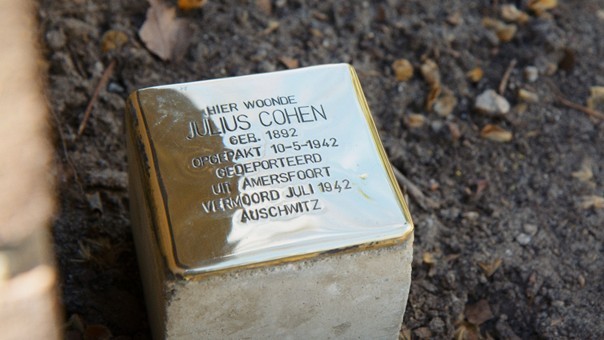 HIER WOONDE
JULIUS COHEN
GEB. 1892
OPGEPAKT 10-5-1942
GEDEPORTEERD
UIT AMERSFOORT
VERMOORD JULI 1942
AUSCHWITZ